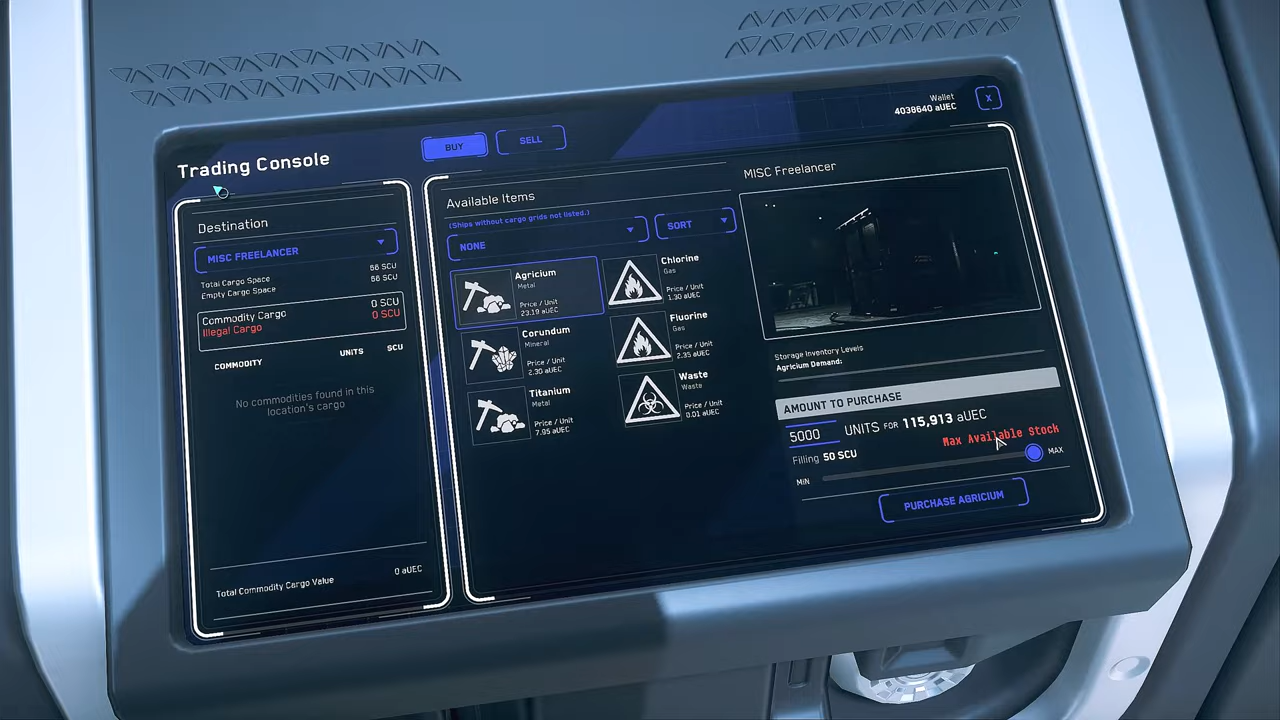 Wallet
4038640 aUEC
X
Trading Console
BUY
SELL
Destination
MISC FREELANCER
Total Cargo Space 66 SCU
Empty Cargo Space 66 SCU
Commodity Cargo 0 SCU
Illegal Cargo 0 SCU
COMMODITY UNITS SCU
No commodities found in this
location's cargo
Total Commodity Cargo Value 0 aUEC
Available Items
(Ships without cargo grids not listed.)
NONE
SORT
Agricium
Metal
Price / Unit
23.19 aUEC
Chlorine
Gas
Price / Unit
1.30 aUEC
Corundum
Mineral
Price / Unit
2.30 aUEC
Fluorine
Gas
Price / Unit
2.35 aUEC
Titanium
Metal
Price / Unit
7.95 aUEC
Waste
Waste
Price / Unit
0.01 aUEC
MISC Freelancer
Storage Inventory Levels
Agricium Demand:
AMOUNT TO PURCHASE
5000 UNITS FOR 115,913 aUEC
Max Available Stock
Filling 50 SCU
MIN
MAX
PURCHASE AGRICIUM